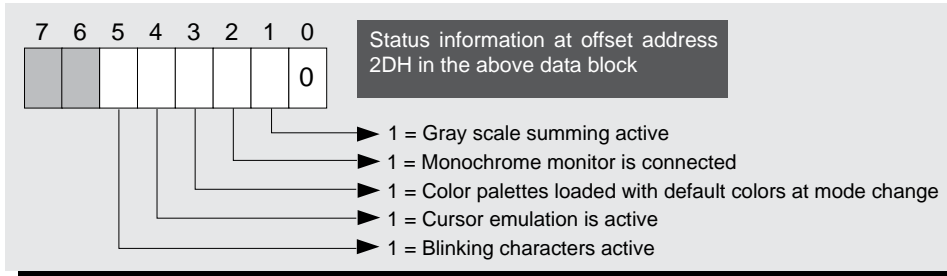 7 6 5 4 3 2 1 0
0
Status information at offset address
2DH in the above data block
1 = Gray scale summing active
1 = Monochrome monitor is connected
1 = Color palettes loaded with default colors at mode change
1 = Cursor emulation is active
1 = Blinking characters active